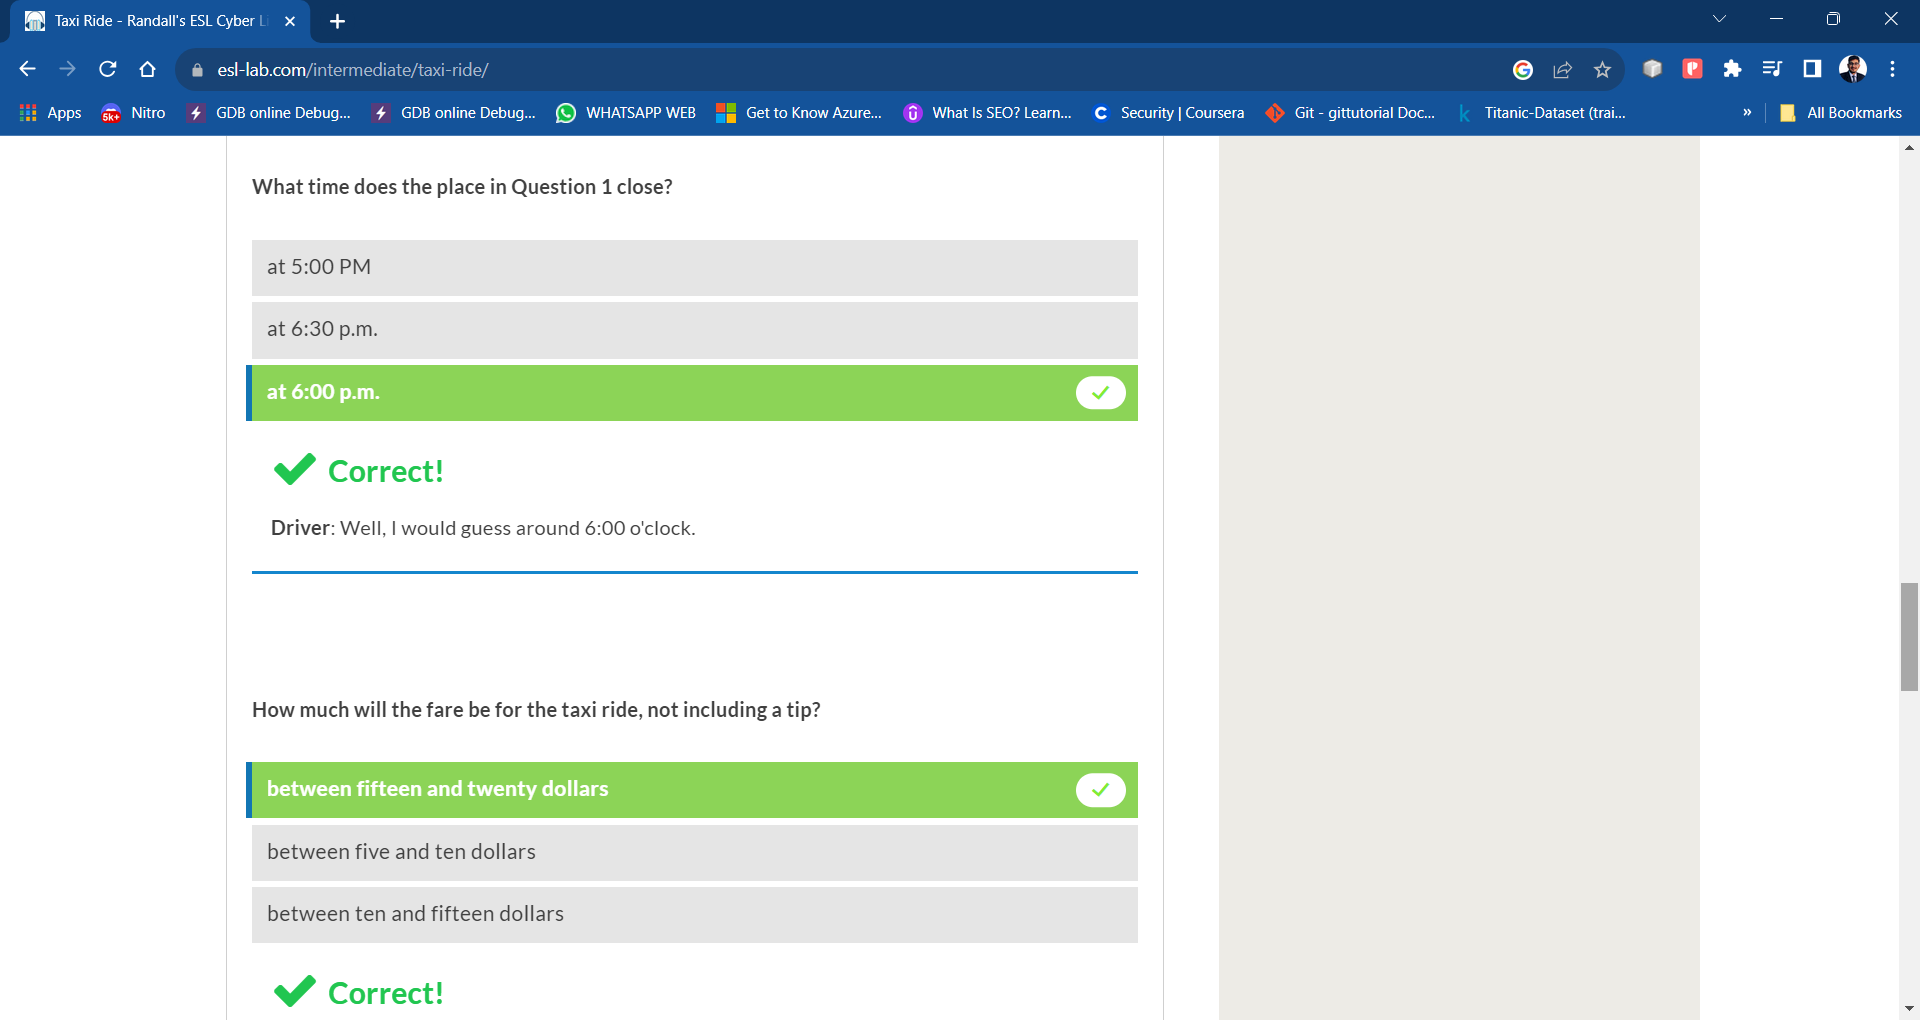 Taxi Ride - Randall's ESL Cyber Li
esl-lab.com/intermediate/taxi-ride/
Apps
5k+
Nitro
GDB online Debug...
GDB online Debug...
WHATSAPP WEB
Get to Know Azure...
What Is SEO? Learn...
Security | Coursera
Git - gittutorial Doc...
Titanic-Dataset (trai...
»
All Bookmarks
What time does the place in Question 1 close?
at 5:00 PM
at 6:30 p.m.
at 6:00 p.m.
Correct!
Driver: Well, I would guess around 6:00 o'clock.
How much will the fare be for the taxi ride, not including a tip?
between fifteen and twenty dollars
between five and ten dollars
between ten and fifteen dollars
Correct!